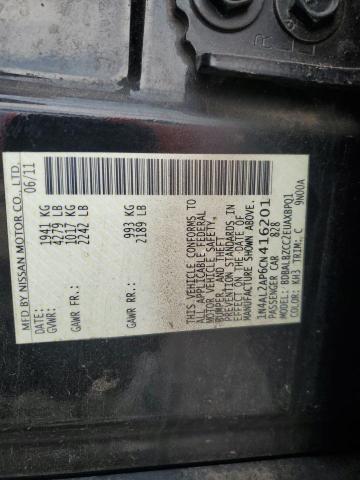 MFD BY NISSAN MOTOR CO., LTD.
06/11
GVWR: 1941 KG
4279 LB
GAWR FR: 1017 KG
2242 LB
GAWR RR: 993 KG
2189 LB
THIS VEHICLE CONFORMS TO
ALL APPLICABLE FEDERAL
MOTOR VEHICLE SAFETY,
BUMPER, AND THEFT
PREVENTION STANDARDS
IN EFFECT ON THE DATE OF
MANUFACTURE SHOWN ABOVE.
1N4AL2AP6CN416201
PASSENGER CAR 828
MODEL: BDBALBZCC7EUAXBPO1
COLOR: KH3 TRIM: C 9N00A